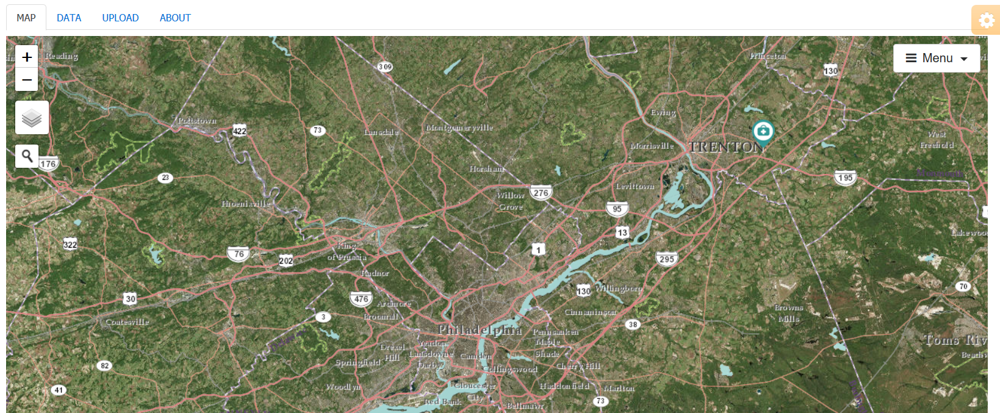 MAP DATA UPLOAD ABOUT
+
−
Menu
Reading
309
Princeton
130
Pottstown
422
73
Lansdale
Montgomeryville
Ewing
West
Freehold
Morrisville
TRENTON
176
23
Horsham
Levittown
195
Phoenixville
Willow
Grove
276
95
322
76
202
King
of Prussia
13
1
295
Radnor
30
476
Ardmore
130
Willingboro
70
Coatesville
3
Broomall
Cinnaminson
38
Browns
Mills
Philadelphia
Pennsauken
Maple
Shade
Toms Riv
Drexel
Hill
Yeadon
Lansdowne
Darby
Camden
Collingswood
Springfield
Cherry Hill
82
41
Woodlyn
Gloucester
City
Haddonfield
Marlton
Red Bank
Bellmawr
73